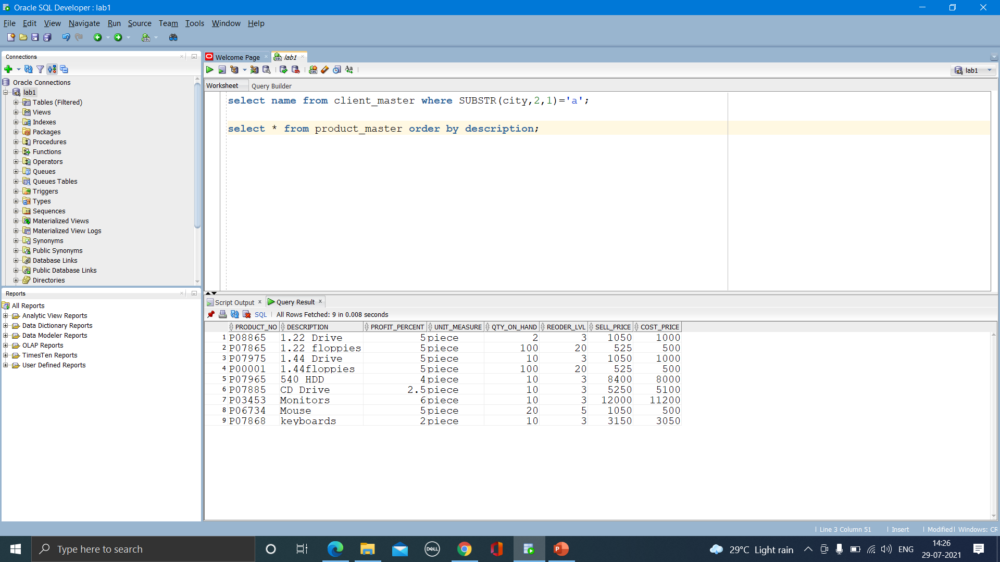 Oracle SQL Developer : lab1
File Edit View Navigate Run Source Team Tools Window Help
Connections
Oracle Connections
lab1
Tables (Filtered)
Views
Indexes
Packages
Procedures
Functions
Operators
Queues
Queues Tables
Triggers
Types
Sequences
Materialized Views
Materialized View Logs
Synonyms
Public Synonyms
Database Links
Public Database Links
Directories
Reports
All Reports
Analytic View Reports
Data Dictionary Reports
Data Modeler Reports
OLAP Reports
TimesTen Reports
User Defined Reports
Welcome Page lab1
lab1
Worksheet Query Builder
select name from client_master where SUBSTR(city,2,1)='a';
select * from product_master order by description;
Script Output Query Result
SQL All Rows Fetched: 9 in 0.008 seconds
PRODUCT_NO DESCRIPTION PROFIT_PERCENT UNIT_MEASURE QTY_ON_HAND REODER_LVL SELL_PRICE COST_PRICE
1 P08865 1.22 Drive 5 piece 2 3 1050 1000
2 P07865 1.22 floppies 5 piece 100 20 525 500
3 P07975 1.44 Drive 5 piece 10 3 1050 1000
4 P00001 1.44floppies 5 piece 100 20 525 500
5 P07965 540 HDD 4 piece 10 3 8400 8000
6 P07885 CD Drive 2.5 piece 10 3 5250 5100
7 P03453 Monitors 6 piece 10 3 12000 11200
8 P06734 Mouse 5 piece 20 5 1050 500
9 P07868 keyboards 2 piece 10 3 3150 3050
Line 3 Column 51 Insert Modified Windows: CR
Type here to search
DELL
29°C Light rain
ENG
14:26
29-07-2021